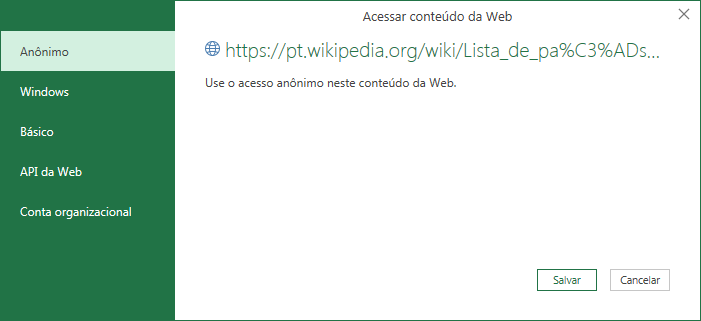 Acessar conteúdo da Web
Anônimo
Windows
Básico
API da Web
Conta organizacional
https://pt.wikipedia.org/wiki/Lista_de_pa%C3%ADs...
Use o acesso anônimo neste conteúdo da Web.
Salvar
Cancelar